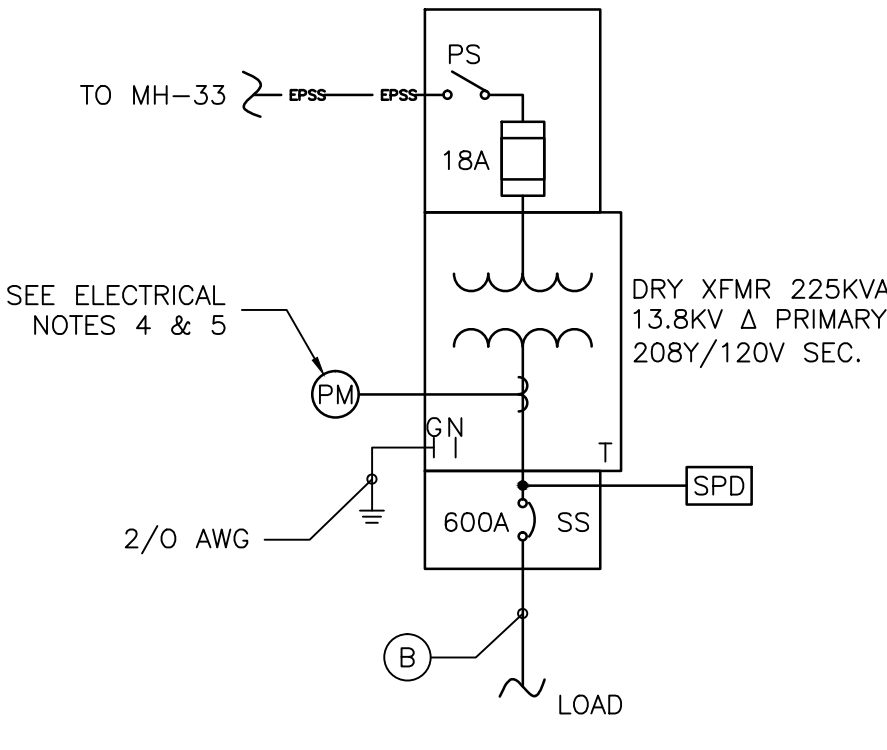 PS
TO MH-33
EPSS
EPSS
18A
DRY XFMR 225KVA
13.8KV Δ PRIMARY
208Y/120V SEC.
SEE ELECTRICAL
NOTES 4 & 5
PM
GN
T
SPD
600A
SS
2/0 AWG
B
LOAD